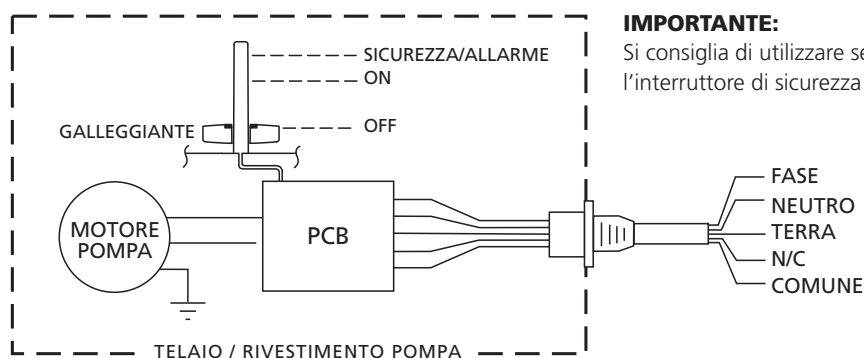 IMPORTANTE:
Si consiglia di utilizzare
l'interruttore di sicurezza
SICUREZZA/ALLARME
ON
GALLEGGIANTE
OFF
MOTORE
POMPA
PCB
FASE
NEUTRO
TERRA
N/C
COMUNE
TELAIO / RIVESTIMENTO POMPA